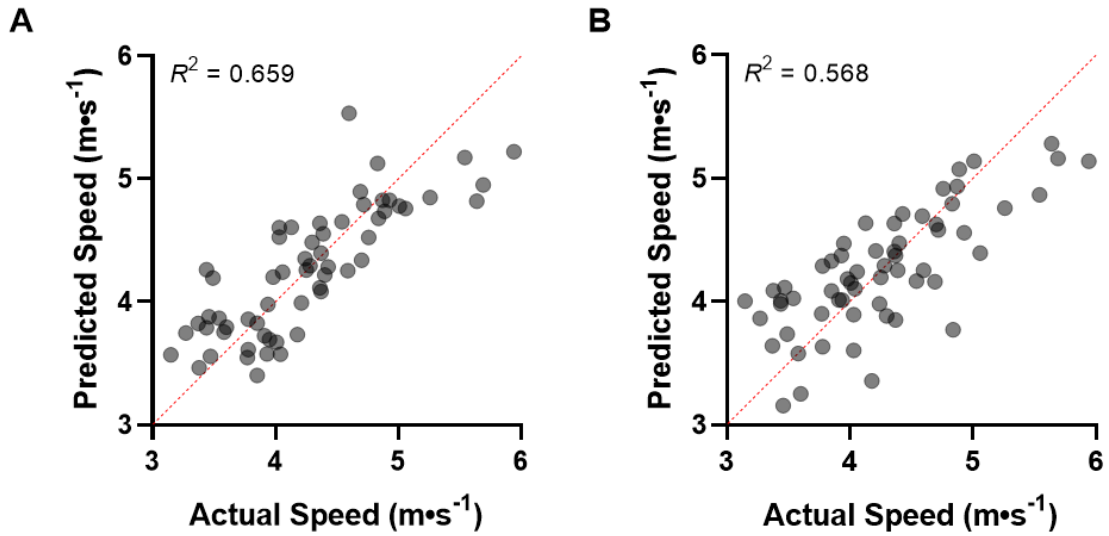 A
R² = 0.659
Predicted Speed (m•s⁻¹)
6
5
4
3
3 4 5 6
Actual Speed (m•s⁻¹)
B
R² = 0.568
Predicted Speed (m•s⁻¹)
6
5
4
3
3 4 5 6
Actual Speed (m•s⁻¹)